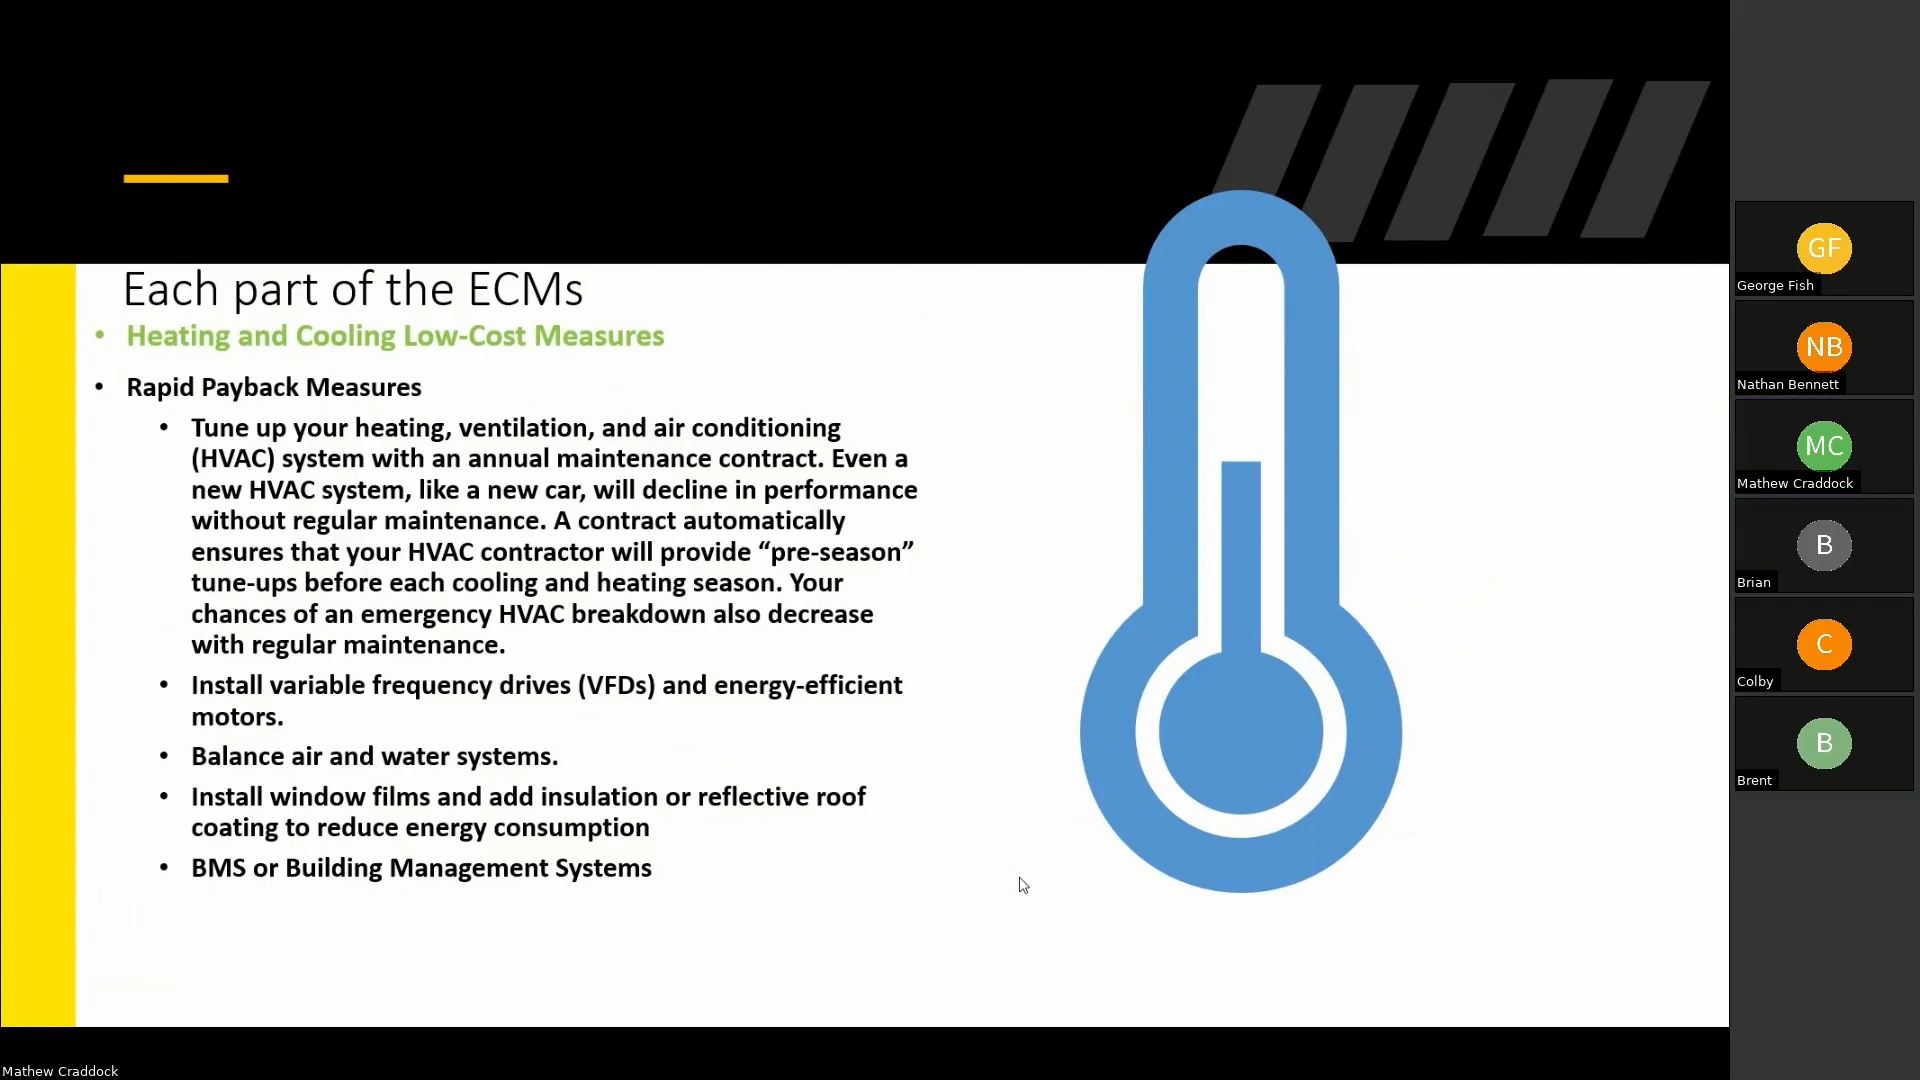 Each part of the ECMs
• Heating and Cooling Low-Cost Measures
• Rapid Payback Measures
• Tune up your heating, ventilation, and air conditioning
(HVAC) system with an annual maintenance contract. Even a
new HVAC system, like a new car, will decline in performance
without regular maintenance. A contract automatically
ensures that your HVAC contractor will provide “pre-season”
tune-ups before each cooling and heating season. Your
chances of an emergency HVAC breakdown also decrease
with regular maintenance.
• Install variable frequency drives (VFDs) and energy-efficient
motors.
• Balance air and water systems.
• Install window films and add insulation or reflective roof
coating to reduce energy consumption
• BMS or Building Management Systems
GF
George Fish
NB
Nathan Bennett
MC
Mathew Craddock
B
Brian
C
Colby
B
Brent
Mathew Craddock